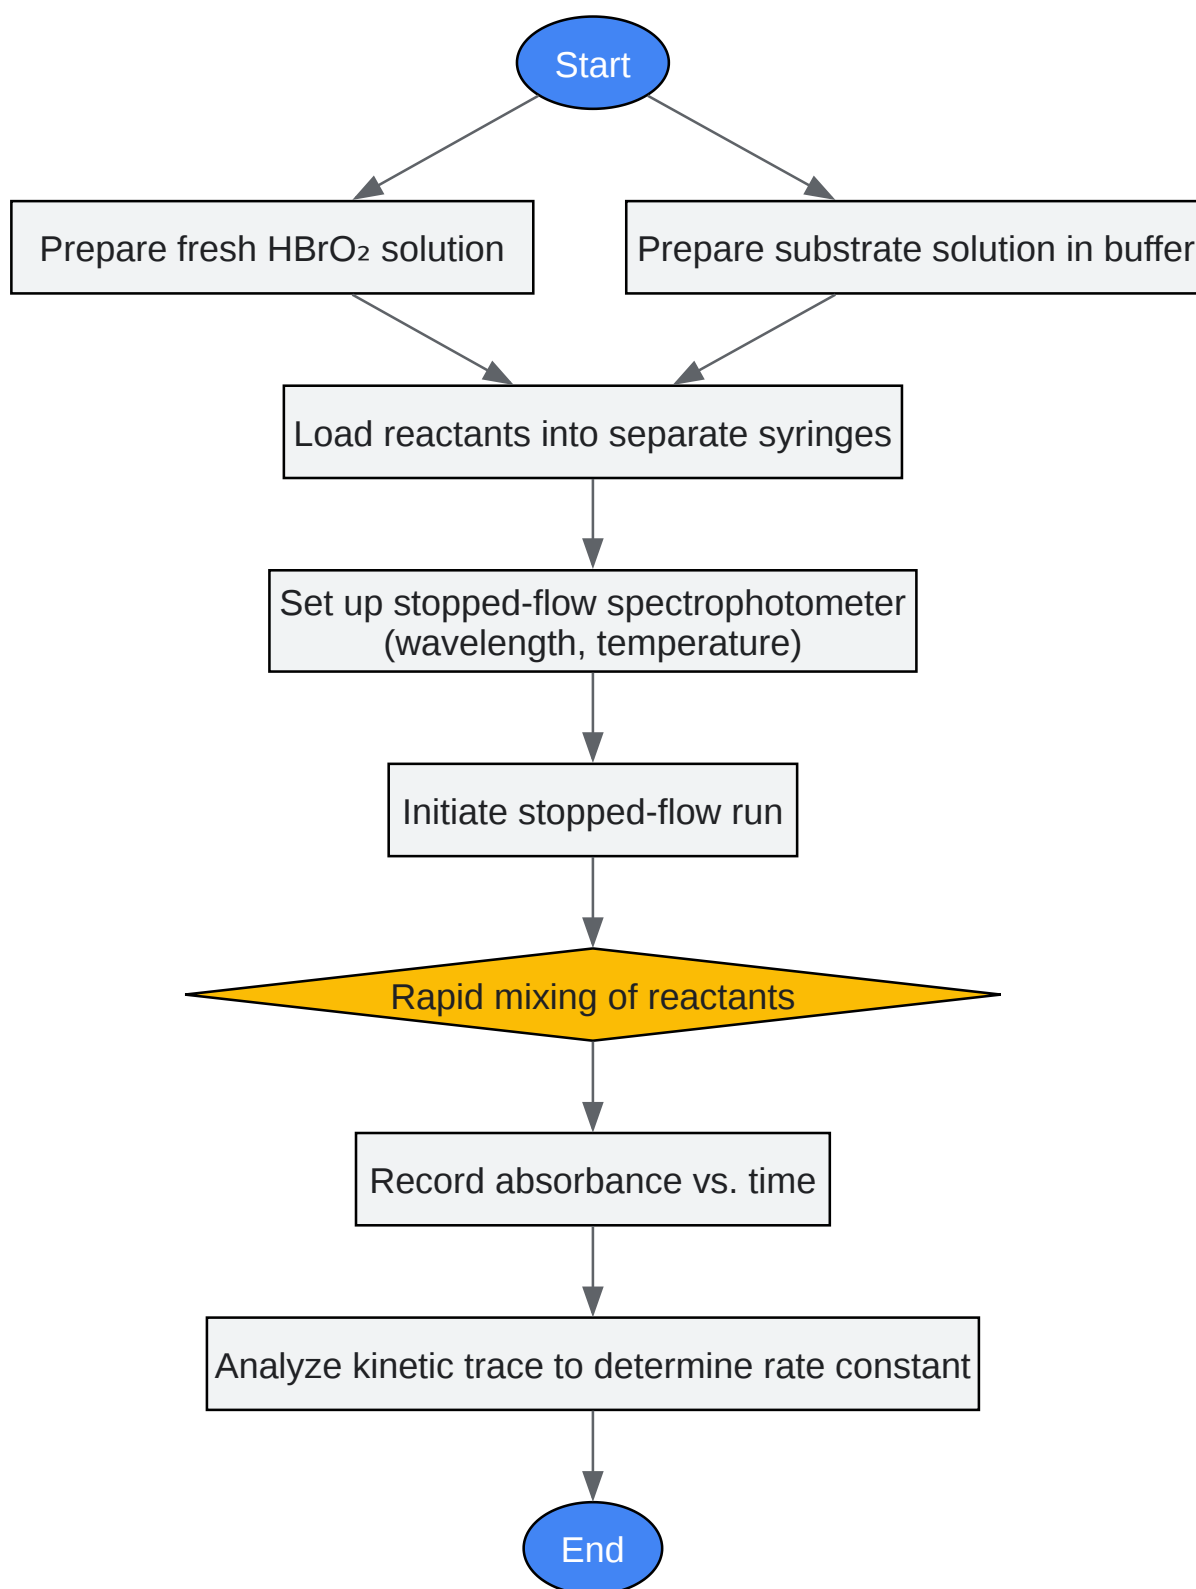 Start
Prepare fresh HBrO₂ solution
Prepare substrate solution in buffer
Load reactants into separate syringes
Set up stopped-flow spectrophotometer
(wavelength, temperature)
Initiate stopped-flow run
Rapid mixing of reactants
Record absorbance vs. time
Analyze kinetic trace to determine rate constant
End